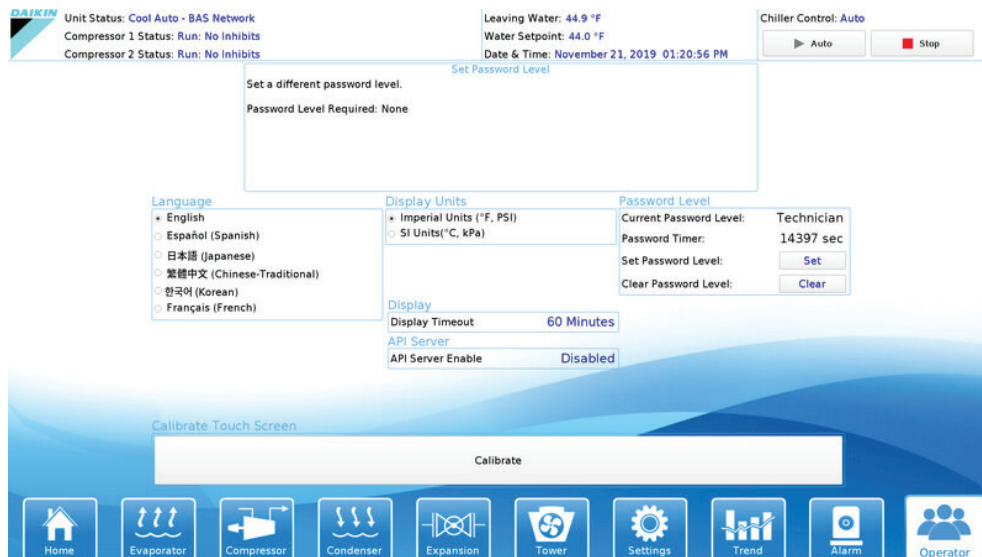 DAIKIN
Unit Status: Cool Auto - BAS Network
Compressor 1 Status: Run: No Inhibits
Compressor 2 Status: Run: No Inhibits
Leaving Water: 44.9 °F
Water Setpoint: 44.0 °F
Date & Time: November 21, 2019 01:20:56 PM
Chiller Control: Auto
Auto
Stop
Set Password Level
Set a different password level.
Password Level Required: None
Language
English
Español (Spanish)
日本語 (Japanese)
繁體中文 (Chinese-Traditional)
한국어 (Korean)
Français (French)
Display Units
Imperial Units (°F, PSI)
SI Units(°C, kPa)
Display
Display Timeout 60 Minutes
API Server
API Server Enable Disabled
Password Level
Current Password Level: Technician
Password Timer: 14397 sec
Set Password Level: Set
Clear Password Level: Clear
Calibrate Touch Screen
Calibrate
Home
Evaporator
Compressor
Condenser
Expansion
Tower
Settings
Trend
Alarm
Operator